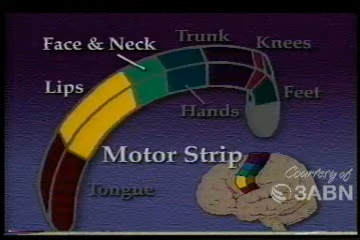 Trunk
Face & Neck
Knees
Lips
Feet
Hands
Motor Strip
Courtesy of
3ABN
Tongue